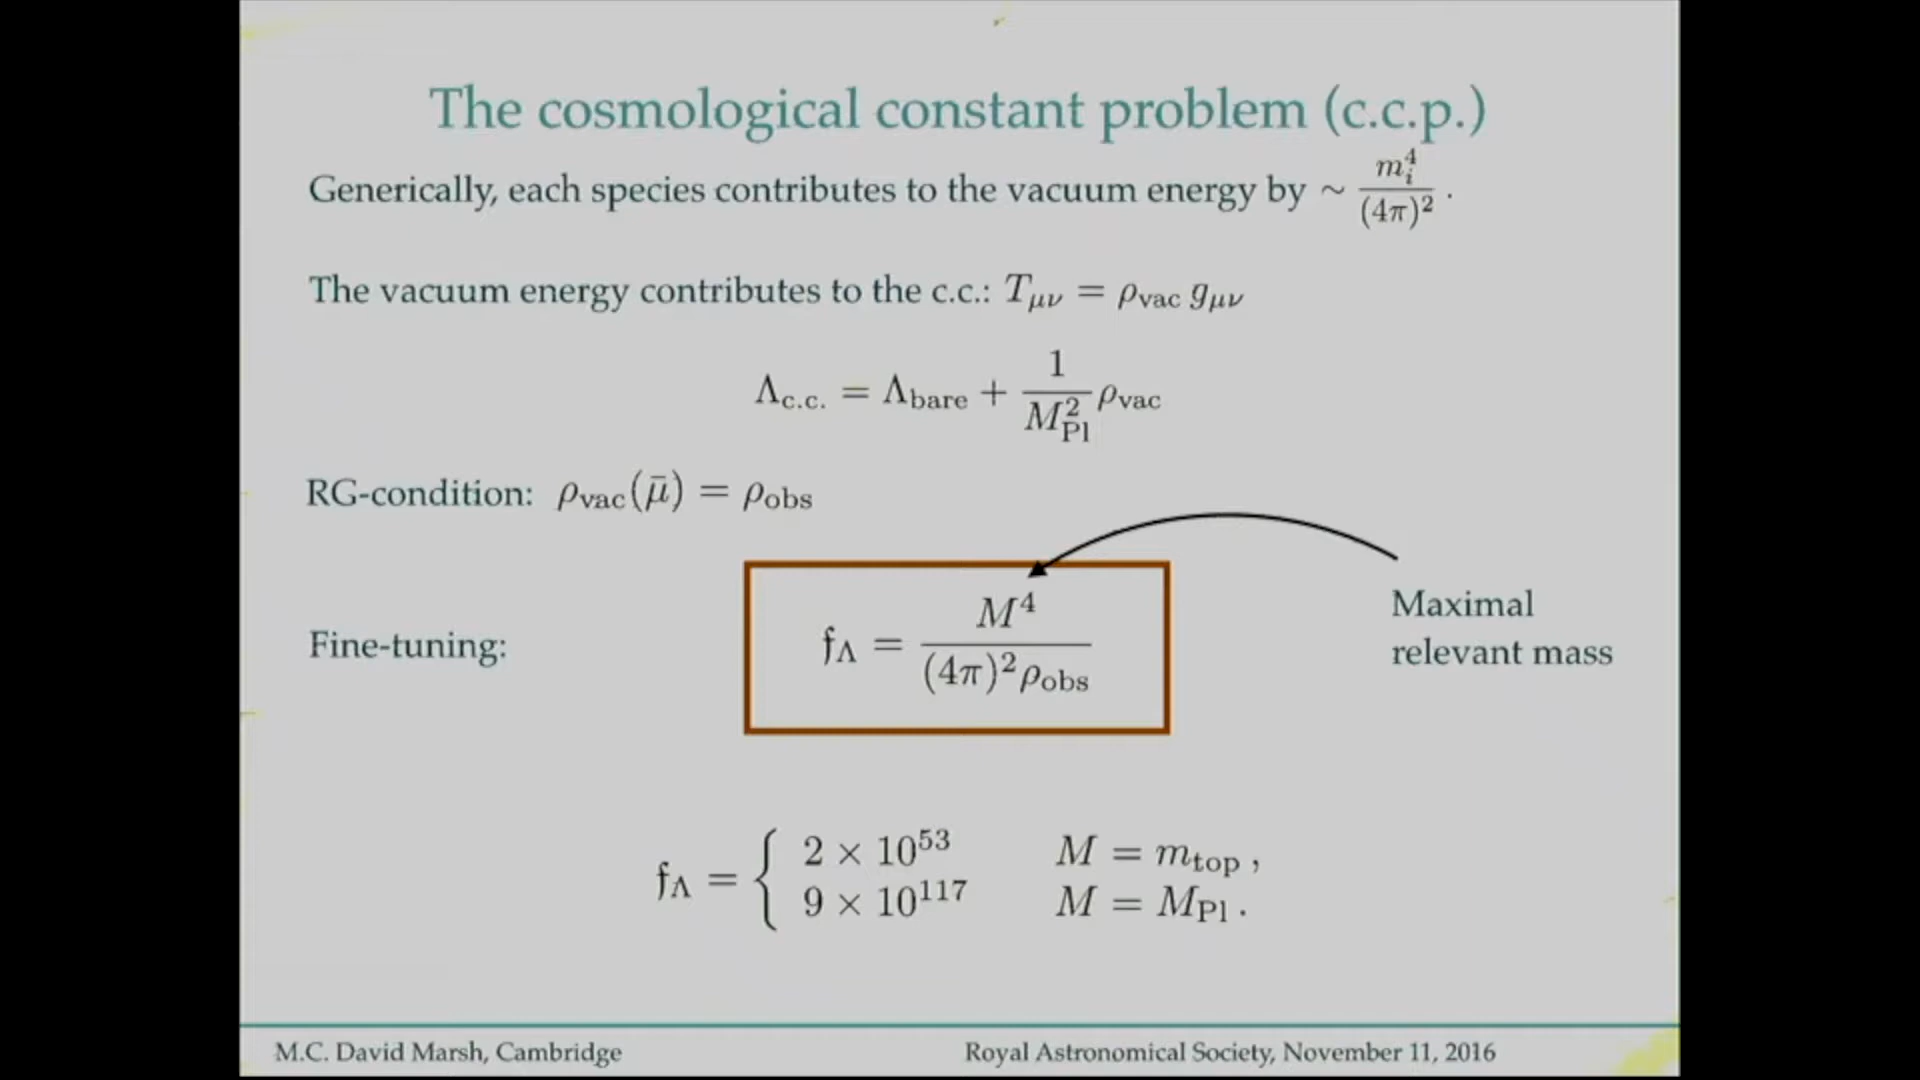 The cosmological constant problem (c.c.p.)
Generically, each species contributes to the vacuum energy by ~ m_i^4 / (4π)^2 .
The vacuum energy contributes to the c.c.: T_μν = ρ_vac g_μν
Λ_c.c. = Λ_bare + 1 / M_Pl^2 ρ_vac
RG-condition: ρ_vac(μ̄) = ρ_obs
Fine-tuning: f_Λ = M^4 / (4π)^2 ρ_obs
Maximal
relevant mass
f_Λ = { 2 × 10^53 M = m_top ,
9 × 10^117 M = M_Pl .
M.C. David Marsh, Cambridge
Royal Astronomical Society, November 11, 2016